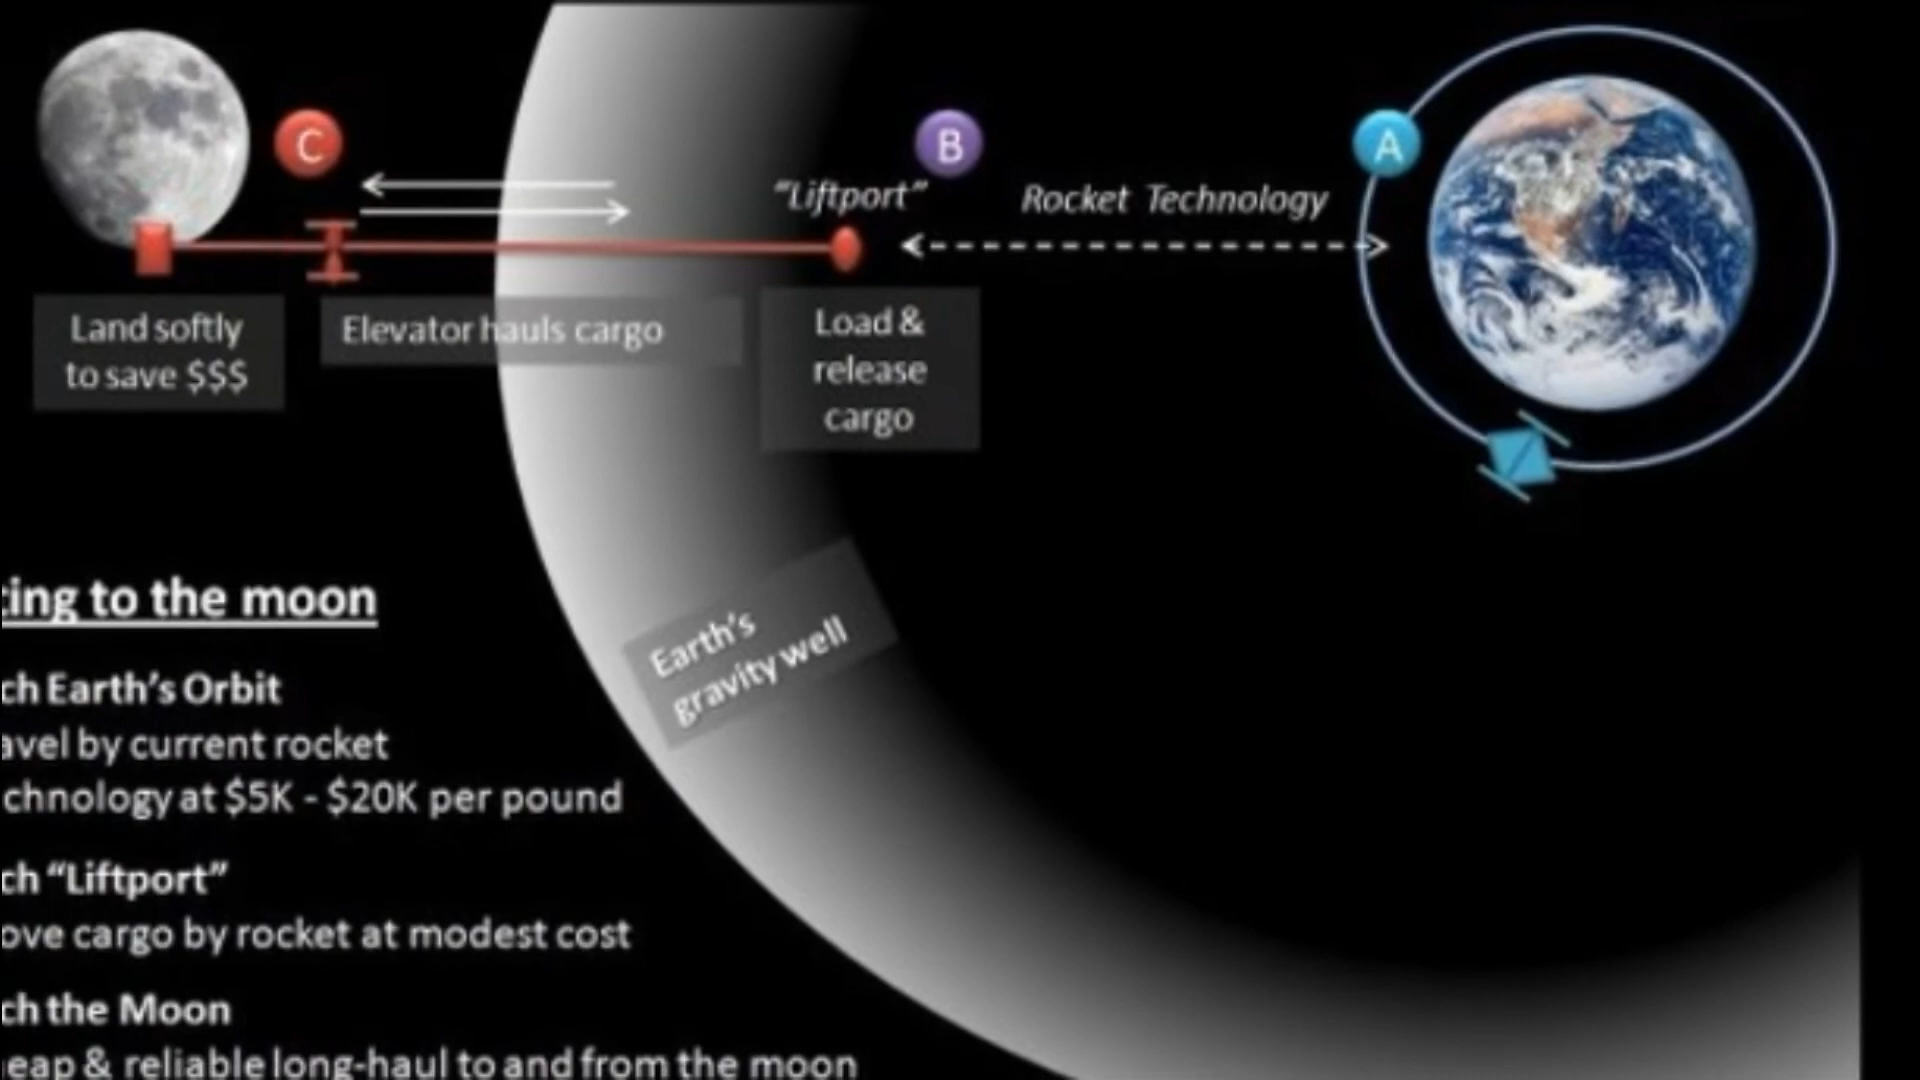 C
B
A
"Liftport"
Rocket Technology
Land softly
to save $$$
Elevator hauls cargo
Load &
release
cargo
Earth's
gravity well
ing to the moon
ch Earth's Orbit
avel by current rocket
chnology at $5K - $20K per pound
ch "Liftport"
ove cargo by rocket at modest cost
ch the Moon
eap & reliable long-haul to and from the moon